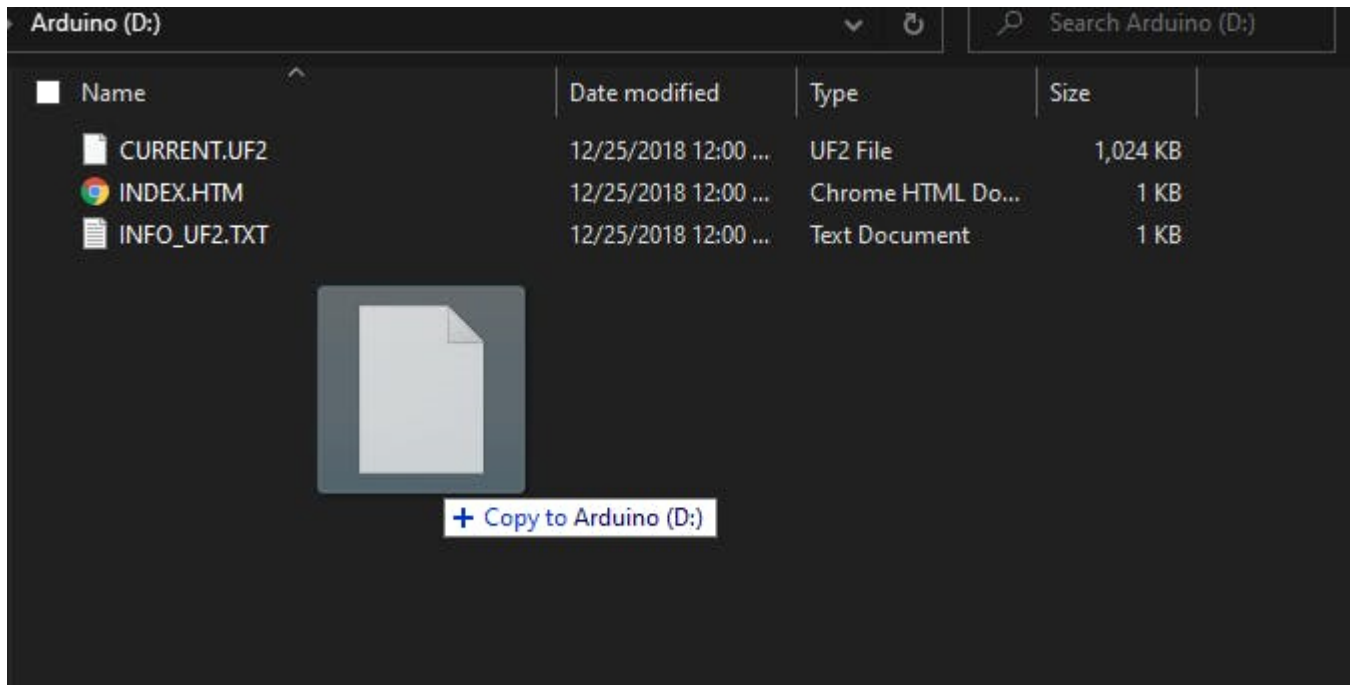 Arduino (D:) Search Arduino (D:)
Name Date modified Type Size
CURRENT.UF2 12/25/2018 12:00 ... UF2 File 1,024 KB
INDEX.HTM 12/25/2018 12:00 ... Chrome HTML Do... 1 KB
INFO_UF2.TXT 12/25/2018 12:00 ... Text Document 1 KB
+ Copy to Arduino (D:)